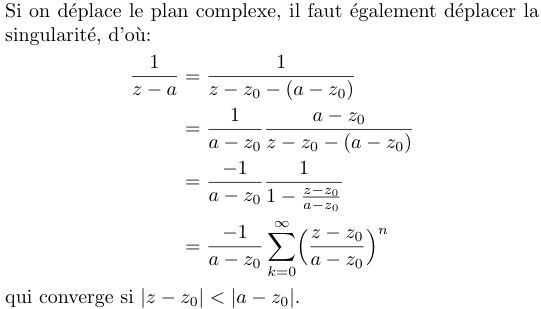 Si on déplace le plan complexe, il faut également déplacer la
singularité, d'où:
\frac{1}{z-a} = \frac{1}{z-z_0-(a-z_0)}
= \frac{1}{a-z_0} \frac{a-z_0}{z-z_0-(a-z_0)}
= \frac{-1}{a-z_0} \frac{1}{1-\frac{z-z_0}{a-z_0}}
= \frac{-1}{a-z_0} \sum_{k=0}^{\infty} \left(\frac{z-z_0}{a-z_0}\right)^n
qui converge si |z - z_0| < |a - z_0|.